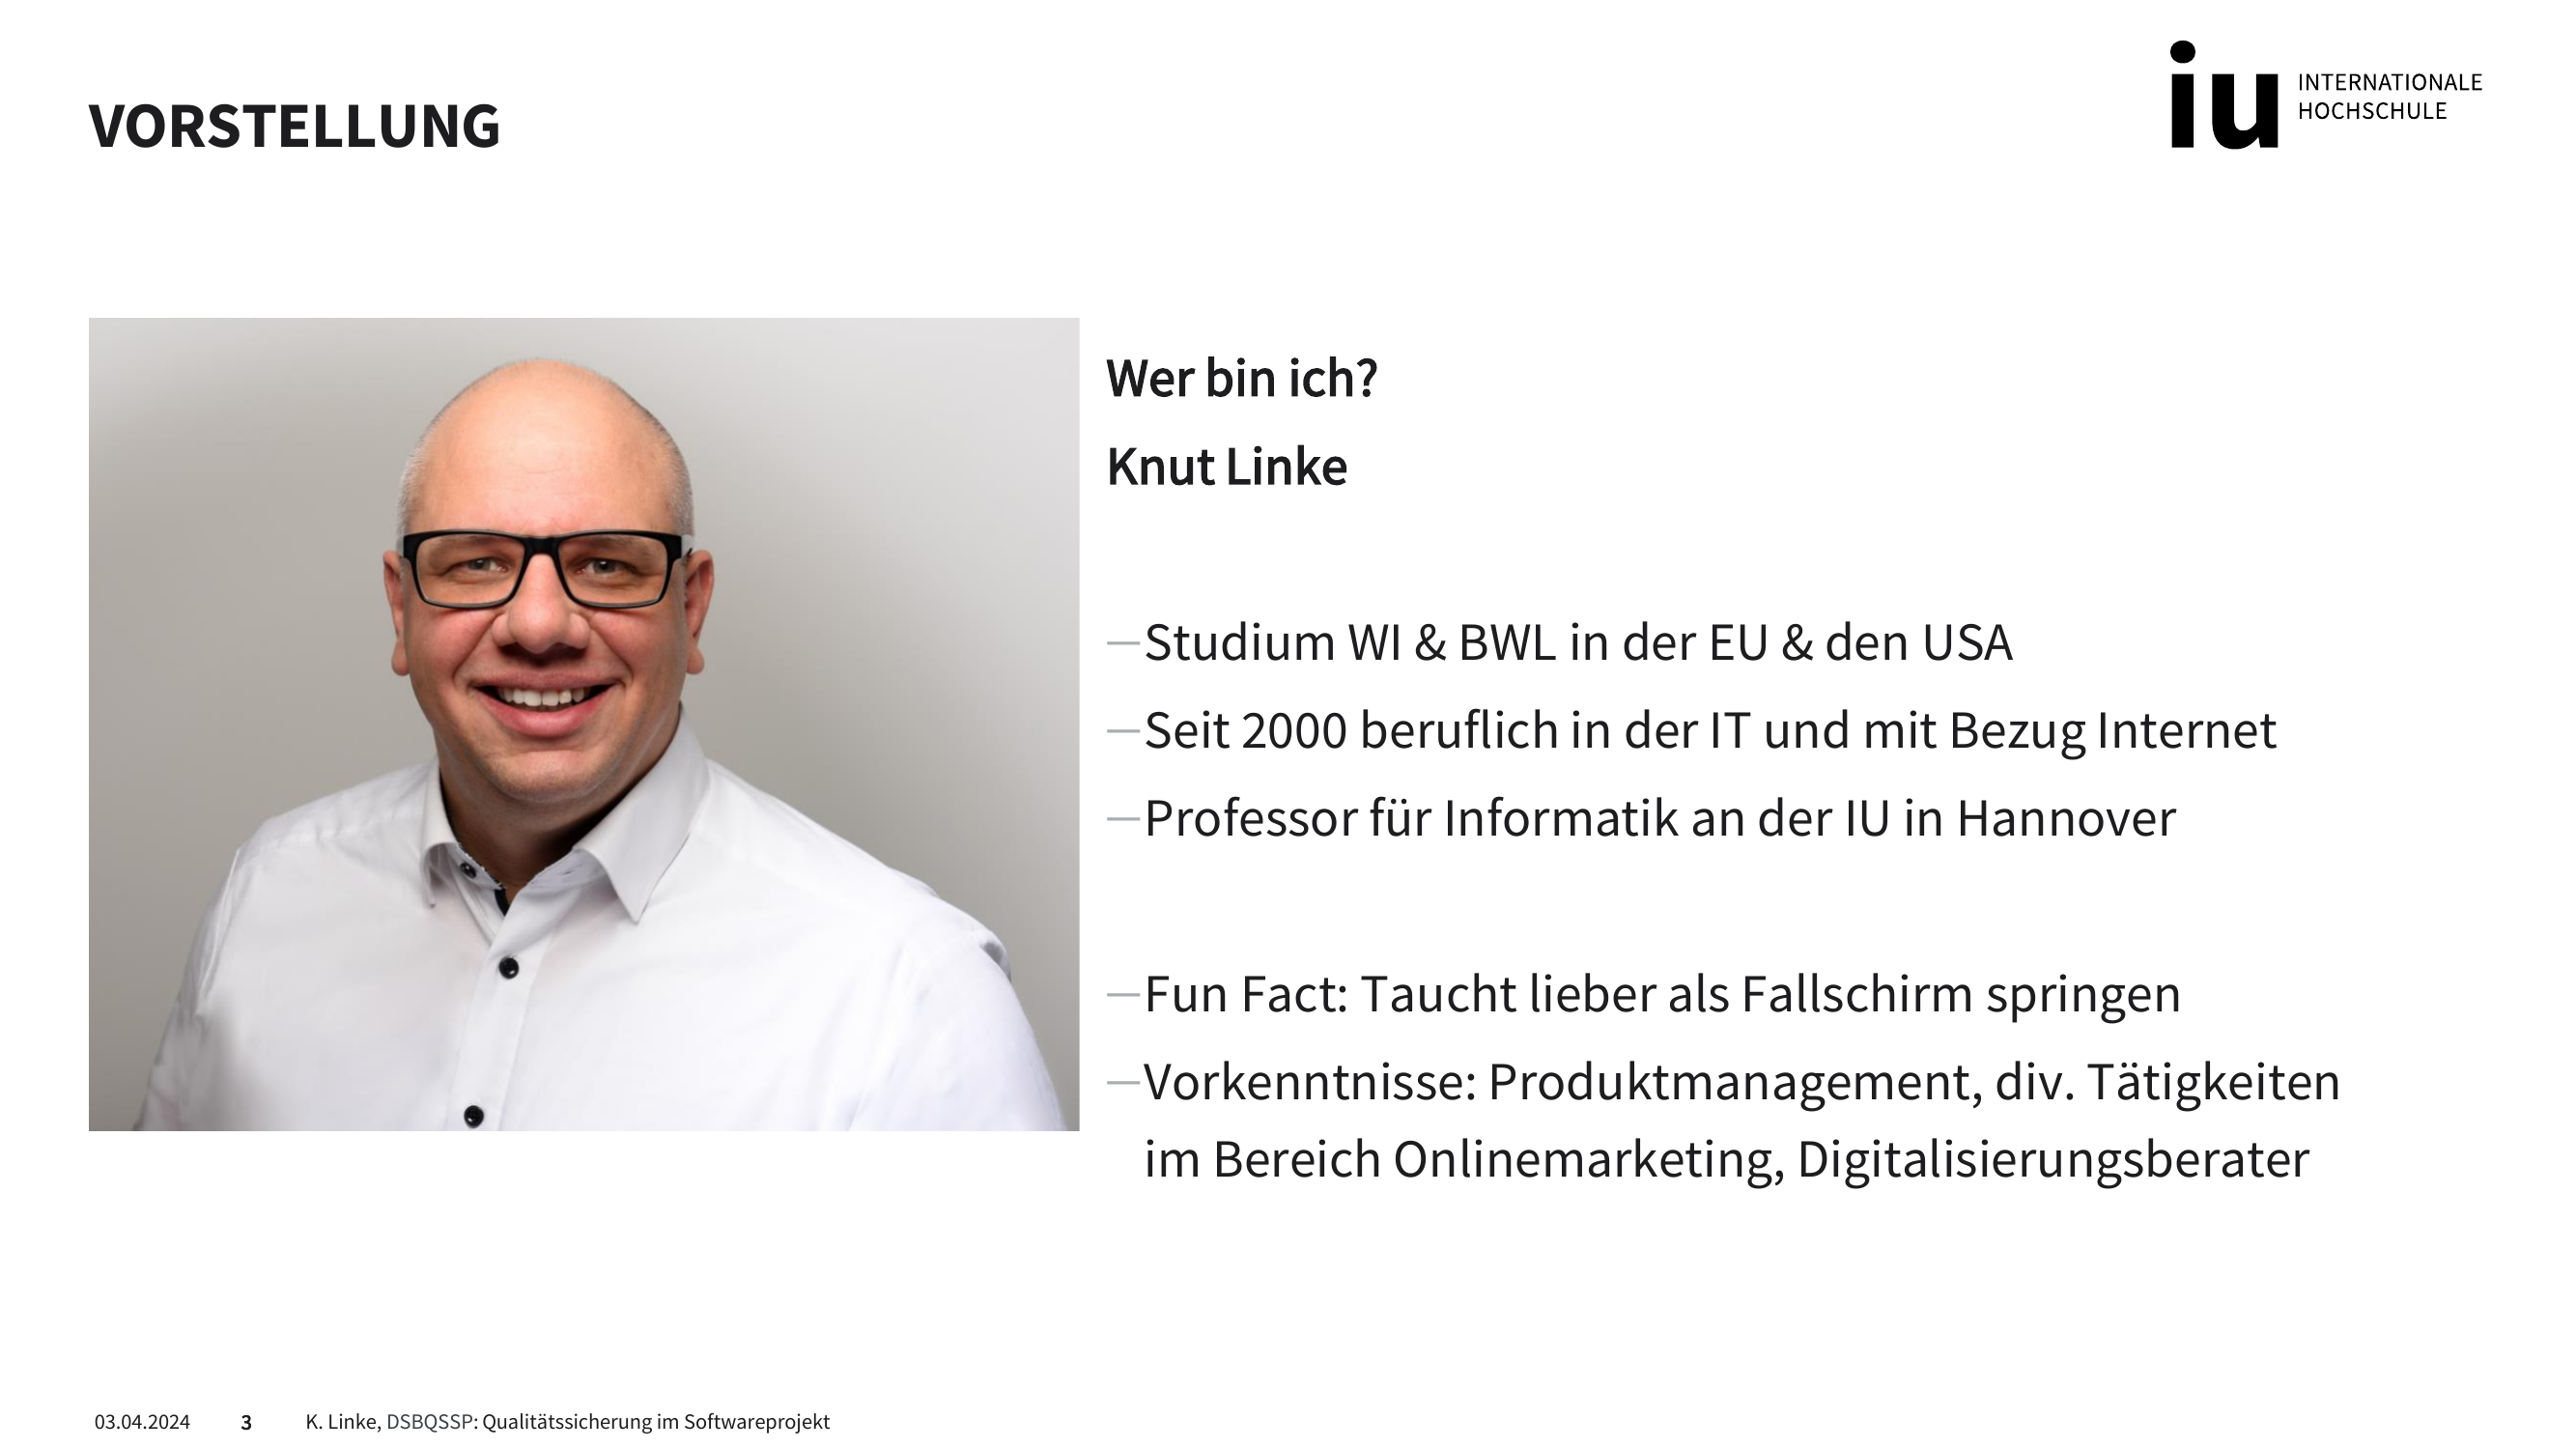 VORSTELLUNG
iu INTERNATIONALE
HOCHSCHULE
Wer bin ich?
Knut Linke
—Studium WI & BWL in der EU & den USA
—Seit 2000 beruflich in der IT und mit Bezug Internet
—Professor für Informatik an der IU in Hannover
—Fun Fact: Taucht lieber als Fallschirm springen
—Vorkenntnisse: Produktmanagement, div. Tätigkeiten
im Bereich Onlinemarketing, Digitalisierungsberater
03.04.2024 3 K. Linke, DSBQSSP: Qualitätssicherung im Softwareprojekt